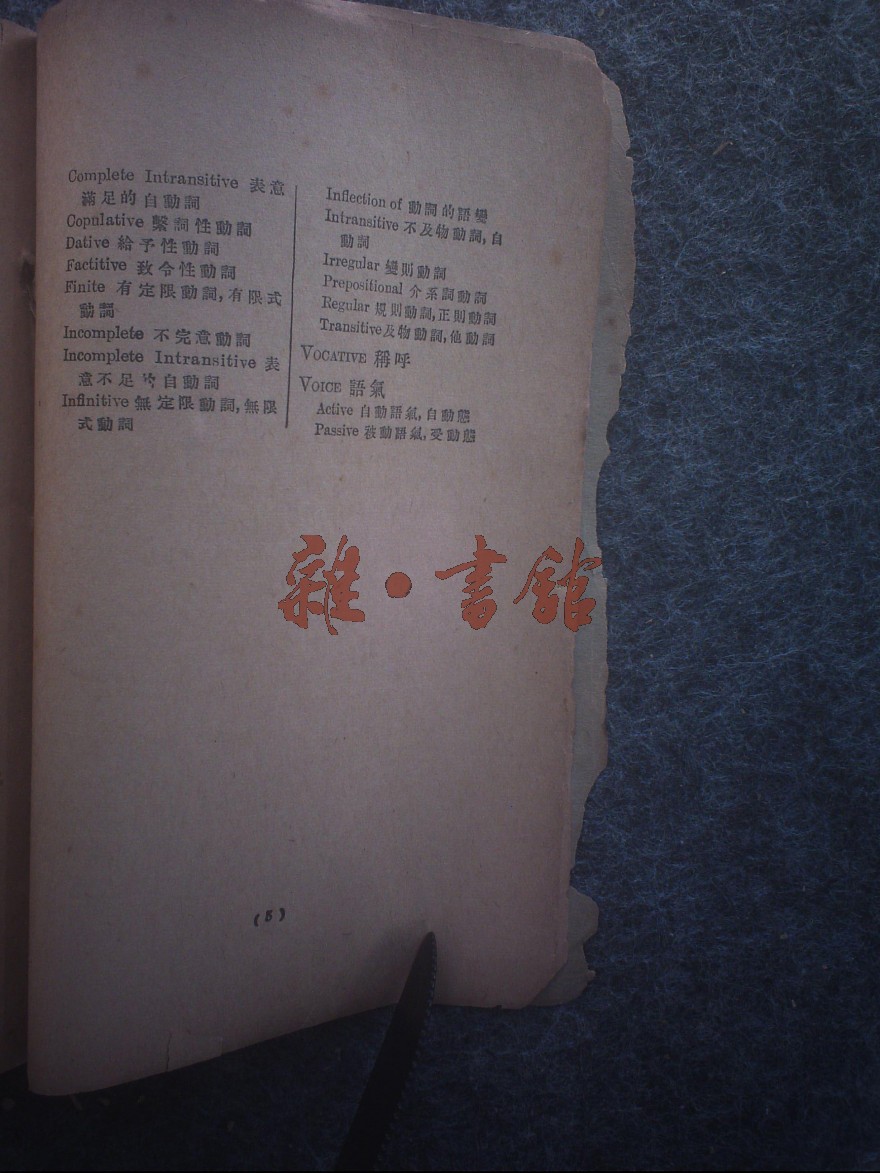 Complete Intransitive 表意
滿足的自動詞
Copulative 繫詞性動詞
Dative 給予性動詞
Factitive 致令性動詞
Finite 有定限動詞,有限式
動詞
Incomplete 不完意動詞
Incomplete Intransitive 表
意不足的自動詞
Infinitive 無定限動詞,無限
式動詞
Inflection of 動詞的語變
Intransitive 不及物動詞,自
動詞
Irregular 變則動詞
Prepositional 介系詞動詞
Regular 規則動詞,正則動詞
Transitive 及物動詞,他動詞
VOCATIVE 稱呼
VOICE 語氣
Active 自動語氣,自動態
Passive 被動語氣,受動態
雜·書館
(5)